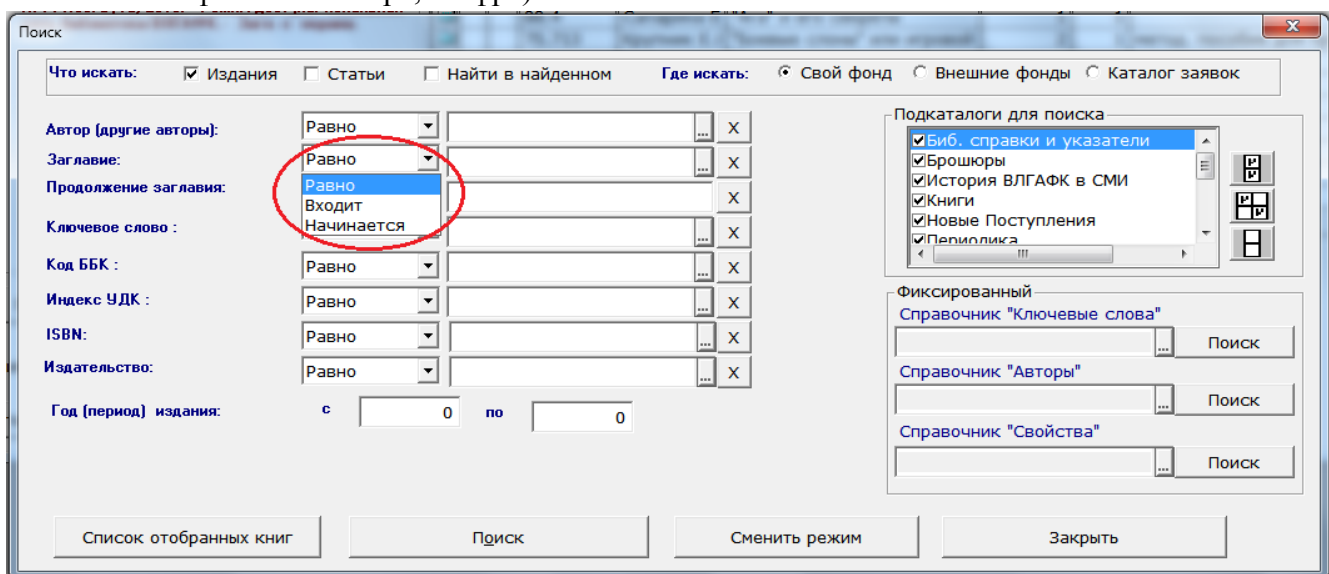 Поиск
Что искать: Издания Статьи Найти в найденном Где искать: Свой фонд Внешние фонды Каталог заявок
Автор (другие авторы): Равно ... X
Заглавие: Равно ... X
Продолжение заглавия: X
Равно
Входит
Начинается
Ключевое слово : ... X
Код ББК : Равно ... X
Индекс УДК : Равно ... X
ISBN: Равно ... X
Издательство: Равно ... X
Год (период) издания: с 0 по 0
Подкаталоги для поиска
Биб. справки и указатели
Брошюры
История ВЛГАФК в СМИ
Книги
Новые Поступления
Периодика
Фиксированный
Справочник "Ключевые слова"
... Поиск
Справочник "Авторы"
... Поиск
Справочник "Свойства"
... Поиск
Список отобранных книг Поиск Сменить режим Закрыть